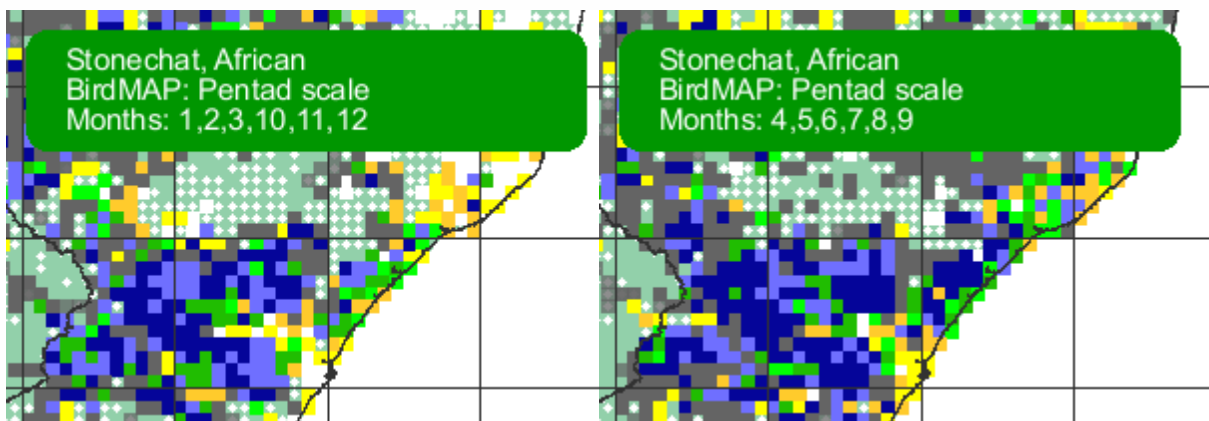 Stonechat, African
BirdMAP: Pentad scale
Months: 1,2,3,10,11,12
Stonechat, African
BirdMAP: Pentad scale
Months: 4,5,6,7,8,9